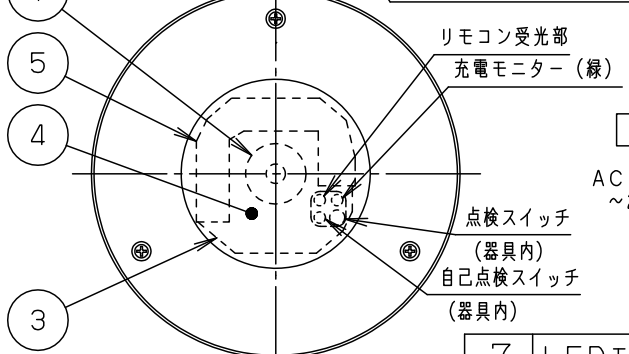 リモコン受光部
5
充電モニター（緑）
4
AC
点検スイッチ
（器具内）
自己点検スイッチ
（器具内）
3
7 LED